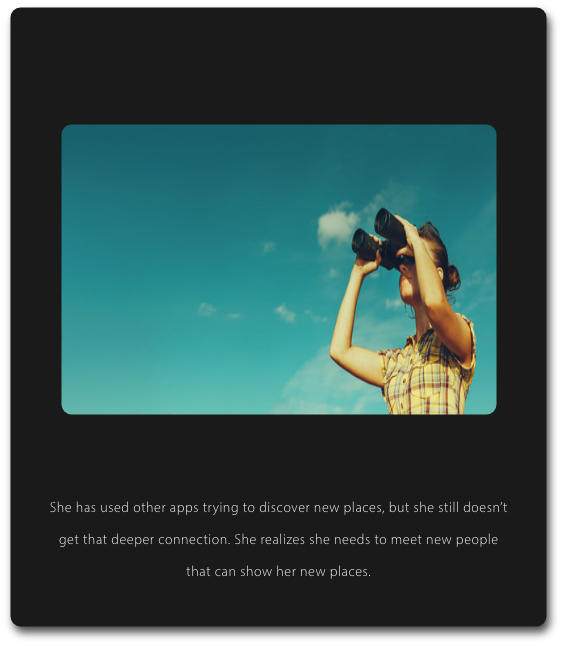 She has used other apps trying to discover new places, but she still doesn’t
get that deeper connection. She realizes she needs to meet new people
that can show her new places.